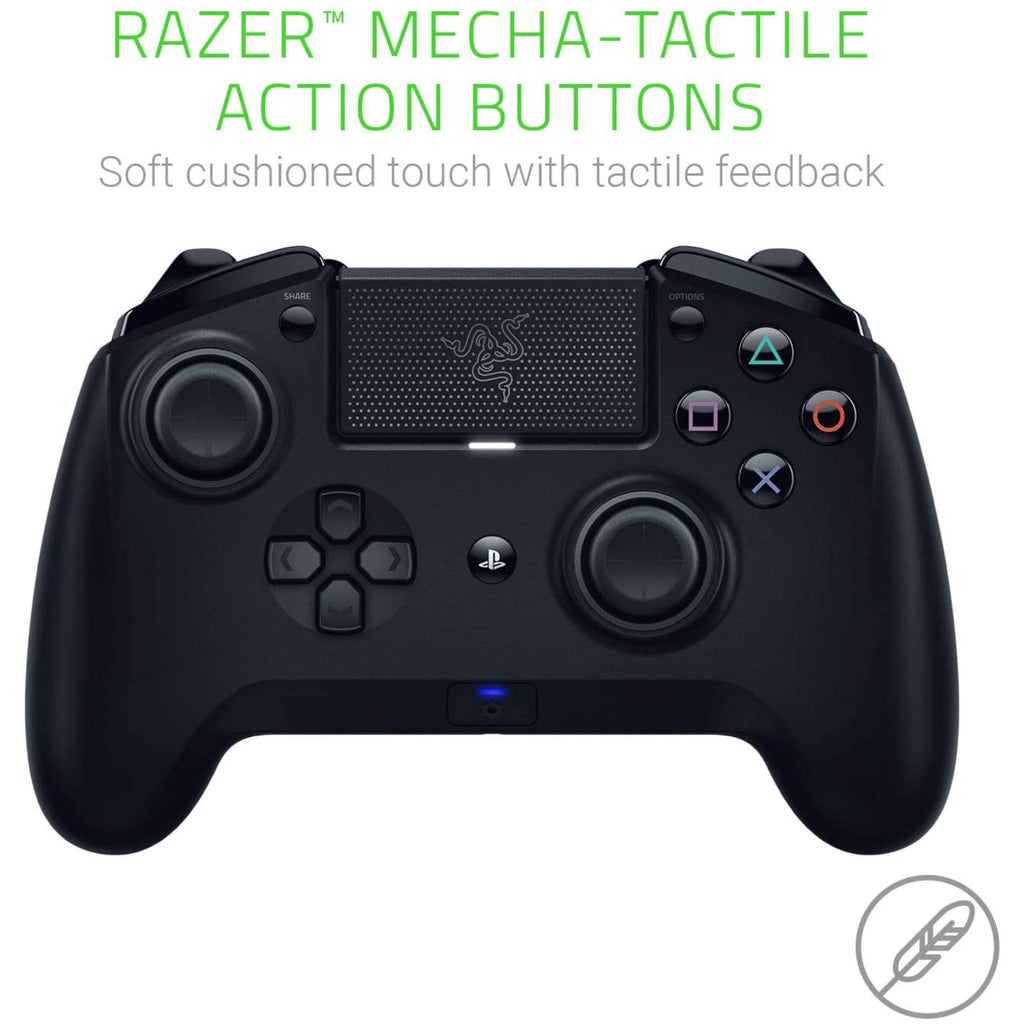 RAZER™ MECHA-TACTILE
ACTION BUTTONS
Soft cushioned touch with tactile feedback
SHARE
OPTIONS